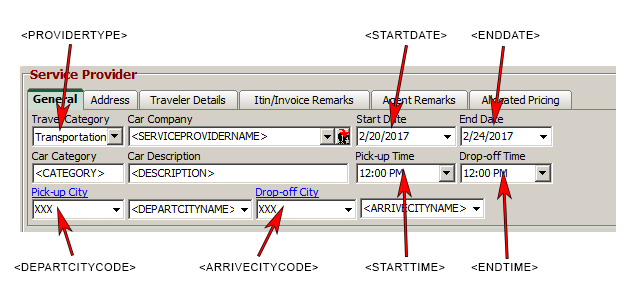 <PROVIDERTYPE> <STARTDATE> <ENDDATE>
Service Provider
General Address Traveler Details Itin/Invoice Remarks Agent Remarks Allocated Pricing
Travel Category Car Company Start Date End Date
Transportation <SERVICEPROVIDERNAME> 2/20/2017 2/24/2017
Car Category Car Description Pick-up Time Drop-off Time
<CATEGORY> <DESCRIPTION> 12:00 PM 12:00 PM
Pick-up City Drop-off City
XXX <DEPARTCITYNAME> XXX <ARRIVECITYNAME>
<DEPARTCITYCODE> <ARRIVECITYCODE> <STARTTIME> <ENDTIME>